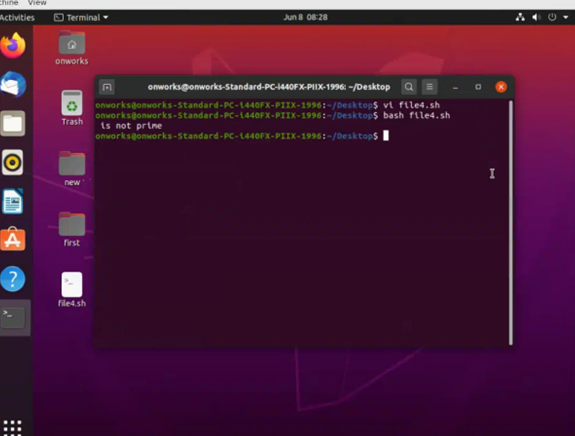 chine View
Activities Terminal Jun 8 08:28
onworks
Trash
new
first
file4.sh
onworks@onworks-Standard-PC-i440FX-PIIX-1996: ~/Desktop
onworks@onworks-Standard-PC-i440FX-PIIX-1996:~/Desktop$ vi file4.sh
onworks@onworks-Standard-PC-i440FX-PIIX-1996:~/Desktop$ bash file4.sh
is not prime
onworks@onworks-Standard-PC-i440FX-PIIX-1996:~/Desktop$